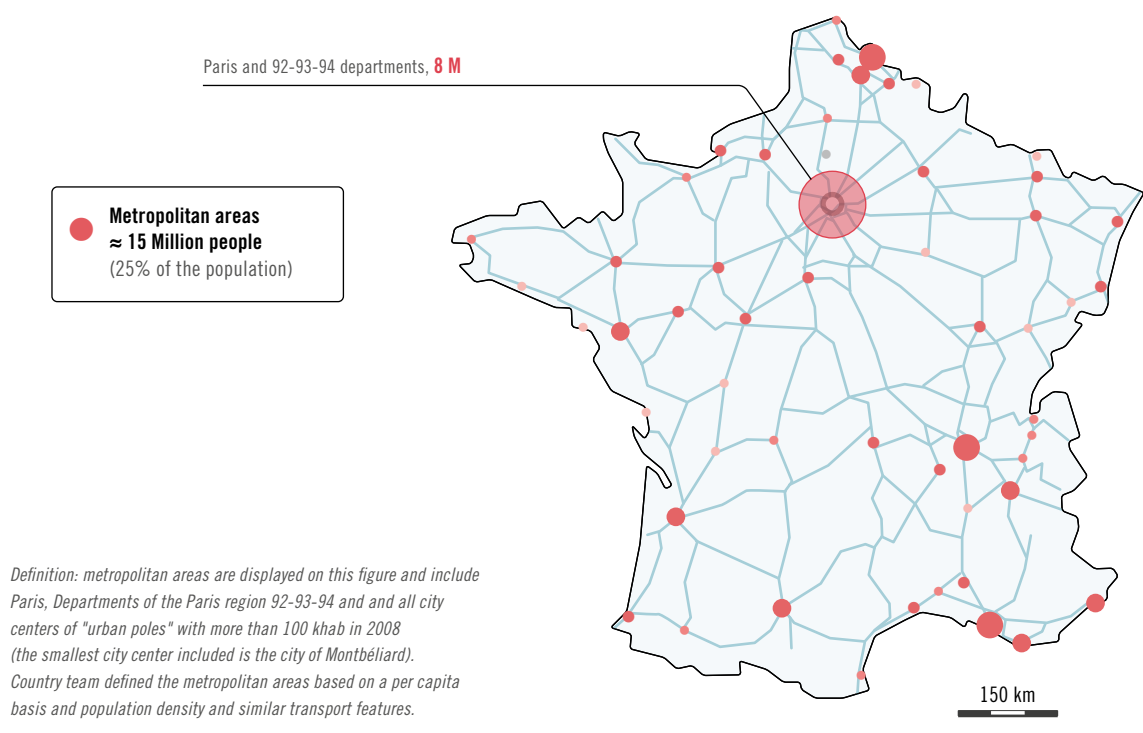 Paris and 92-93-94 departments, 8 M
Metropolitan areas
≈ 15 Million people
(25% of the population)
Definition: metropolitan areas are displayed on this figure and include
Paris, Departments of the Paris region 92-93-94 and and all city
centers of "urban poles" with more than 100 khab in 2008
(the smallest city center included is the city of Montbéliard).
Country team defined the metropolitan areas based on a per capita
basis and population density and similar transport features.
150 km